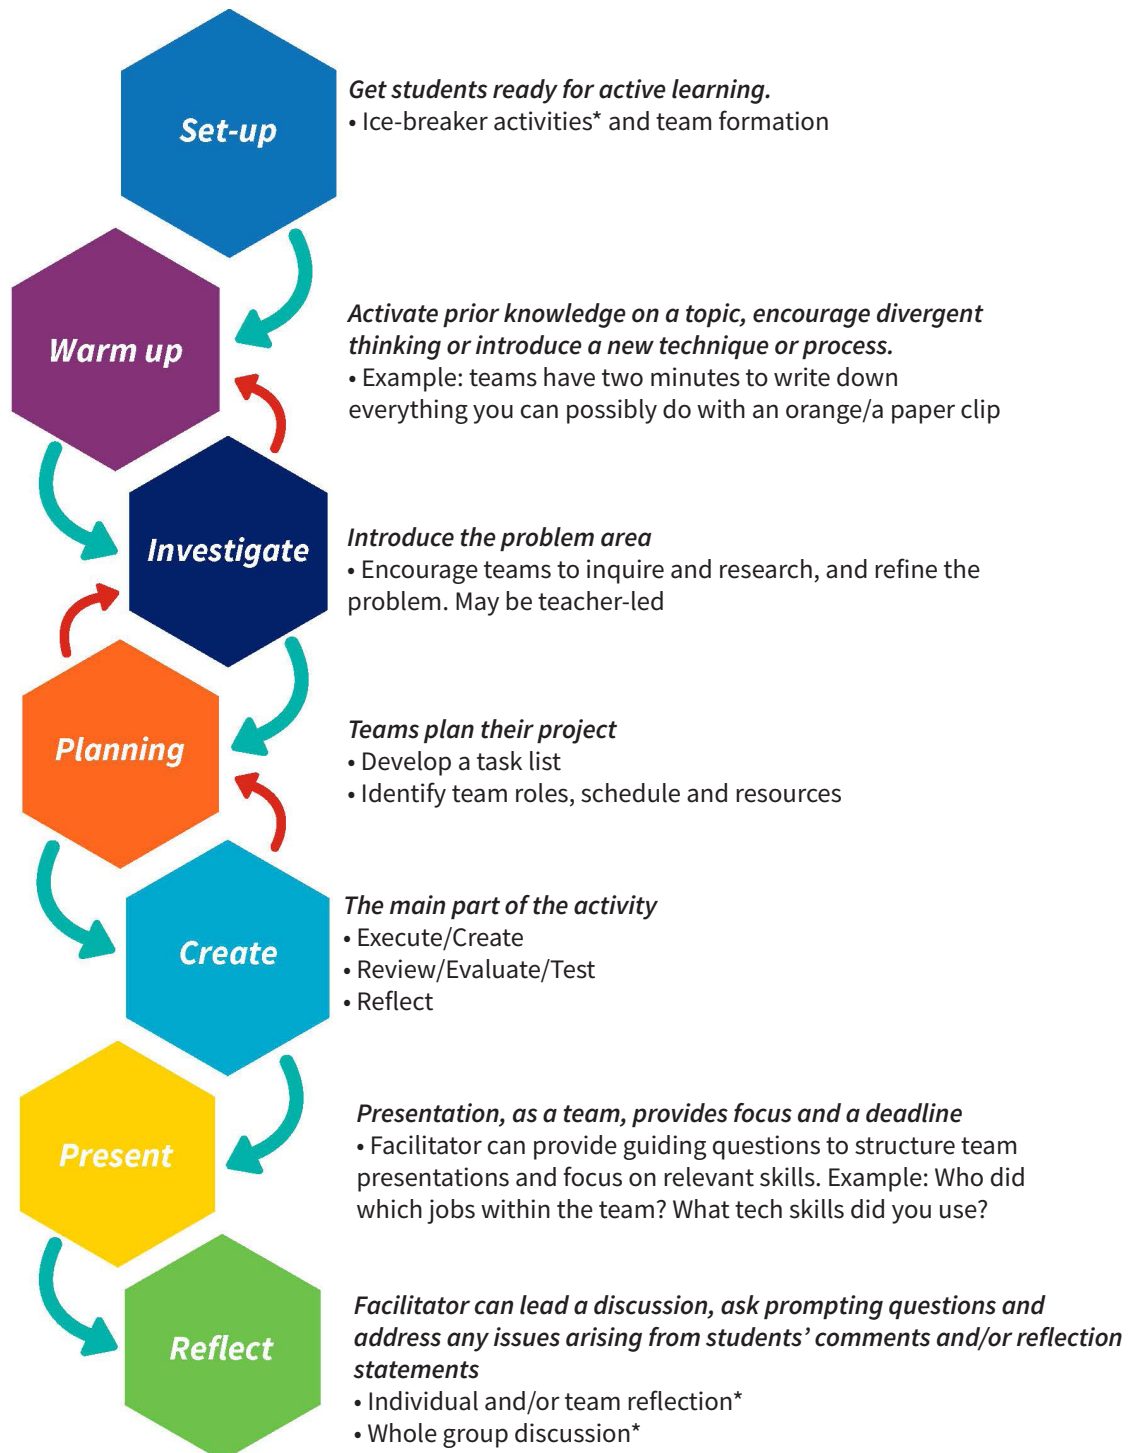 Set-up
Get students ready for active learning.
• Ice-breaker activities* and team formation
Warm up
Activate prior knowledge on a topic, encourage divergent
thinking or introduce a new technique or process.
• Example: teams have two minutes to write down
everything you can possibly do with an orange/a paper clip
Investigate
Introduce the problem area
• Encourage teams to inquire and research, and refine the
problem. May be teacher-led
Planning
Teams plan their project
• Develop a task list
• Identify team roles, schedule and resources
Create
The main part of the activity
• Execute/Create
• Review/Evaluate/Test
• Reflect
Present
Presentation, as a team, provides focus and a deadline
• Facilitator can provide guiding questions to structure team
presentations and focus on relevant skills. Example: Who did
which jobs within the team? What tech skills did you use?
Reflect
Facilitator can lead a discussion, ask prompting questions and
address any issues arising from students’ comments and/or reflection
statements
• Individual and/or team reflection*
• Whole group discussion*